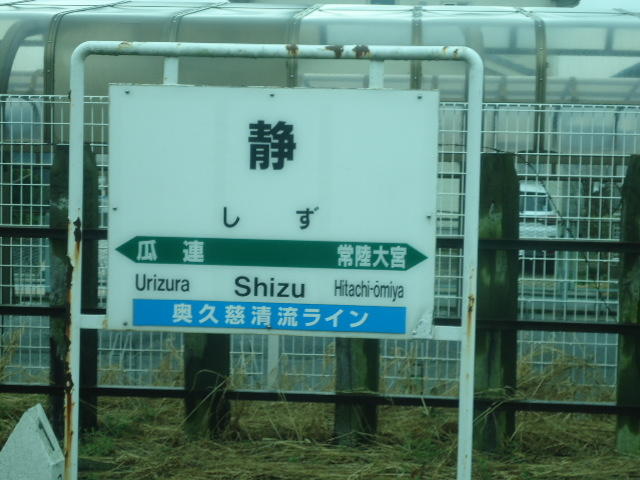 静
しず
瓜連 常陸大宮
Urizura Shizu Hitachi-ōmiya
奥久慈清流ライン